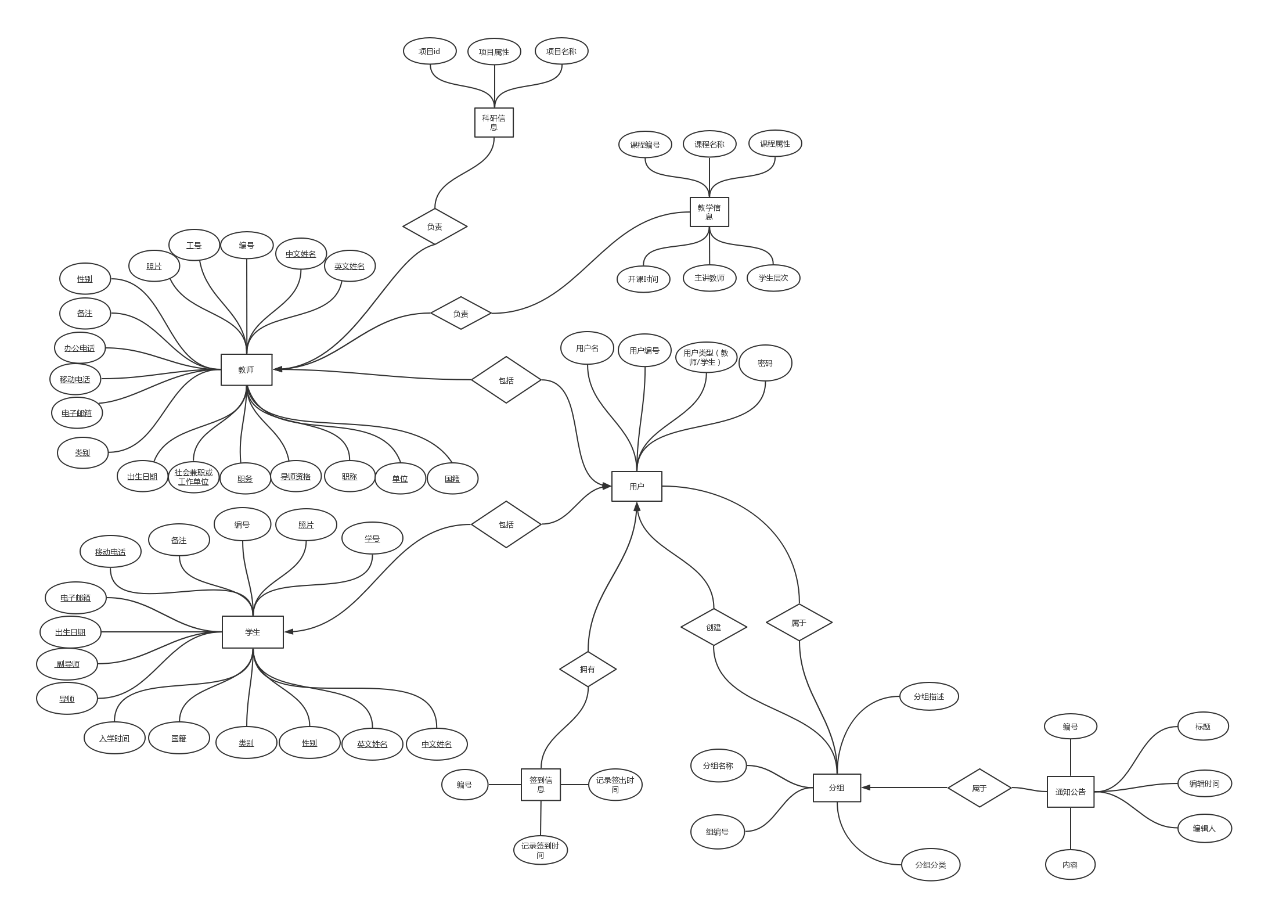 项目id
项目属性
项目名称
科研信
息
课程编号
课程名称
课程属性
教学信
息
负责
开课时间
主讲教师
学生层次
工号
编号
中文姓名
英文姓名
照片
性别
备注
办公电话
移动电话
电子邮箱
类别
教师
负责
包括
出生日期
社会兼职或
工作单位
职务
导师资格
职称
单位
国籍
用户名
用户编号
用户类型（教
师/学生）
密码
用户
包括
移动电话
备注
编号
照片
学号
电子邮箱
出生日期
副导师
导师
学生
入学时间
国籍
类别
性别
英文姓名
中文姓名
拥有
创建
属于
签到信
息
编号
记录签出时
间
记录签到时
间
分组描述
分组名称
组编号
分组
分组分类
属于
编号
标题
通知公告
编辑时间
编辑人
内容